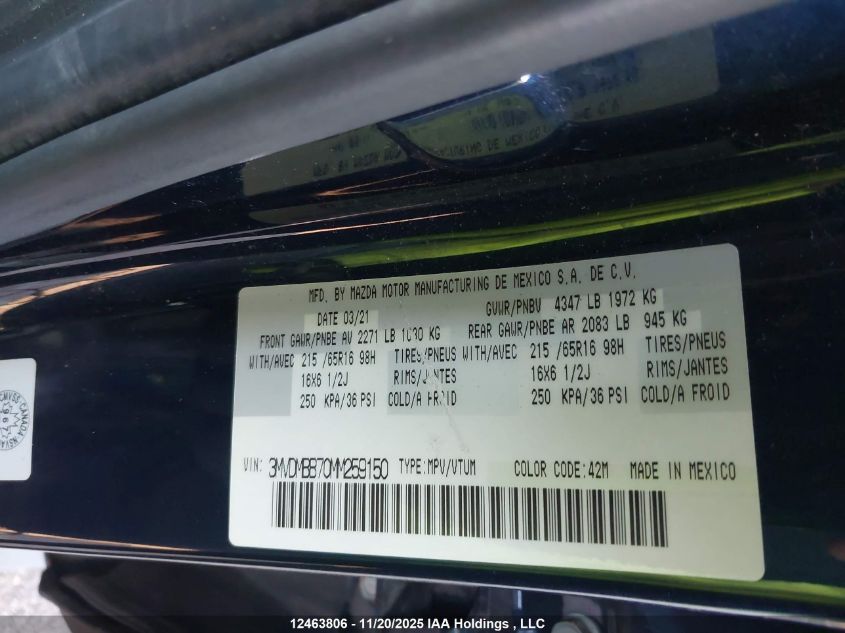 MFD. BY MAZDA MOTOR MANUFACTURING DE MEXICO S.A. DE C.V.
DATE 03/21 GVWR/PNBV 4347 LB 1972 KG
FRONT GAWR/PNBE AV 2271 LB 1030 KG REAR GAWR/PNBE AR 2083 LB 945 KG
WITH/AVEC 215 /65R16 98H TIRES/PNEUS WITH/AVEC 215 /65R16 98H TIRES/PNEUS
16X6 1/2J RIMS/JANTES 16X6 1/2J RIMS/JANTES
250 KPA/36 PSI COLD/A FROID 250 KPA/36 PSI COLD/A FROID
VIN: 3MVDMBB70MM259150 TYPE:MPV/VTUM COLOR CODE:42M MADE IN MEXICO
12463806 - 11/20/2025 IAA Holdings , LLC